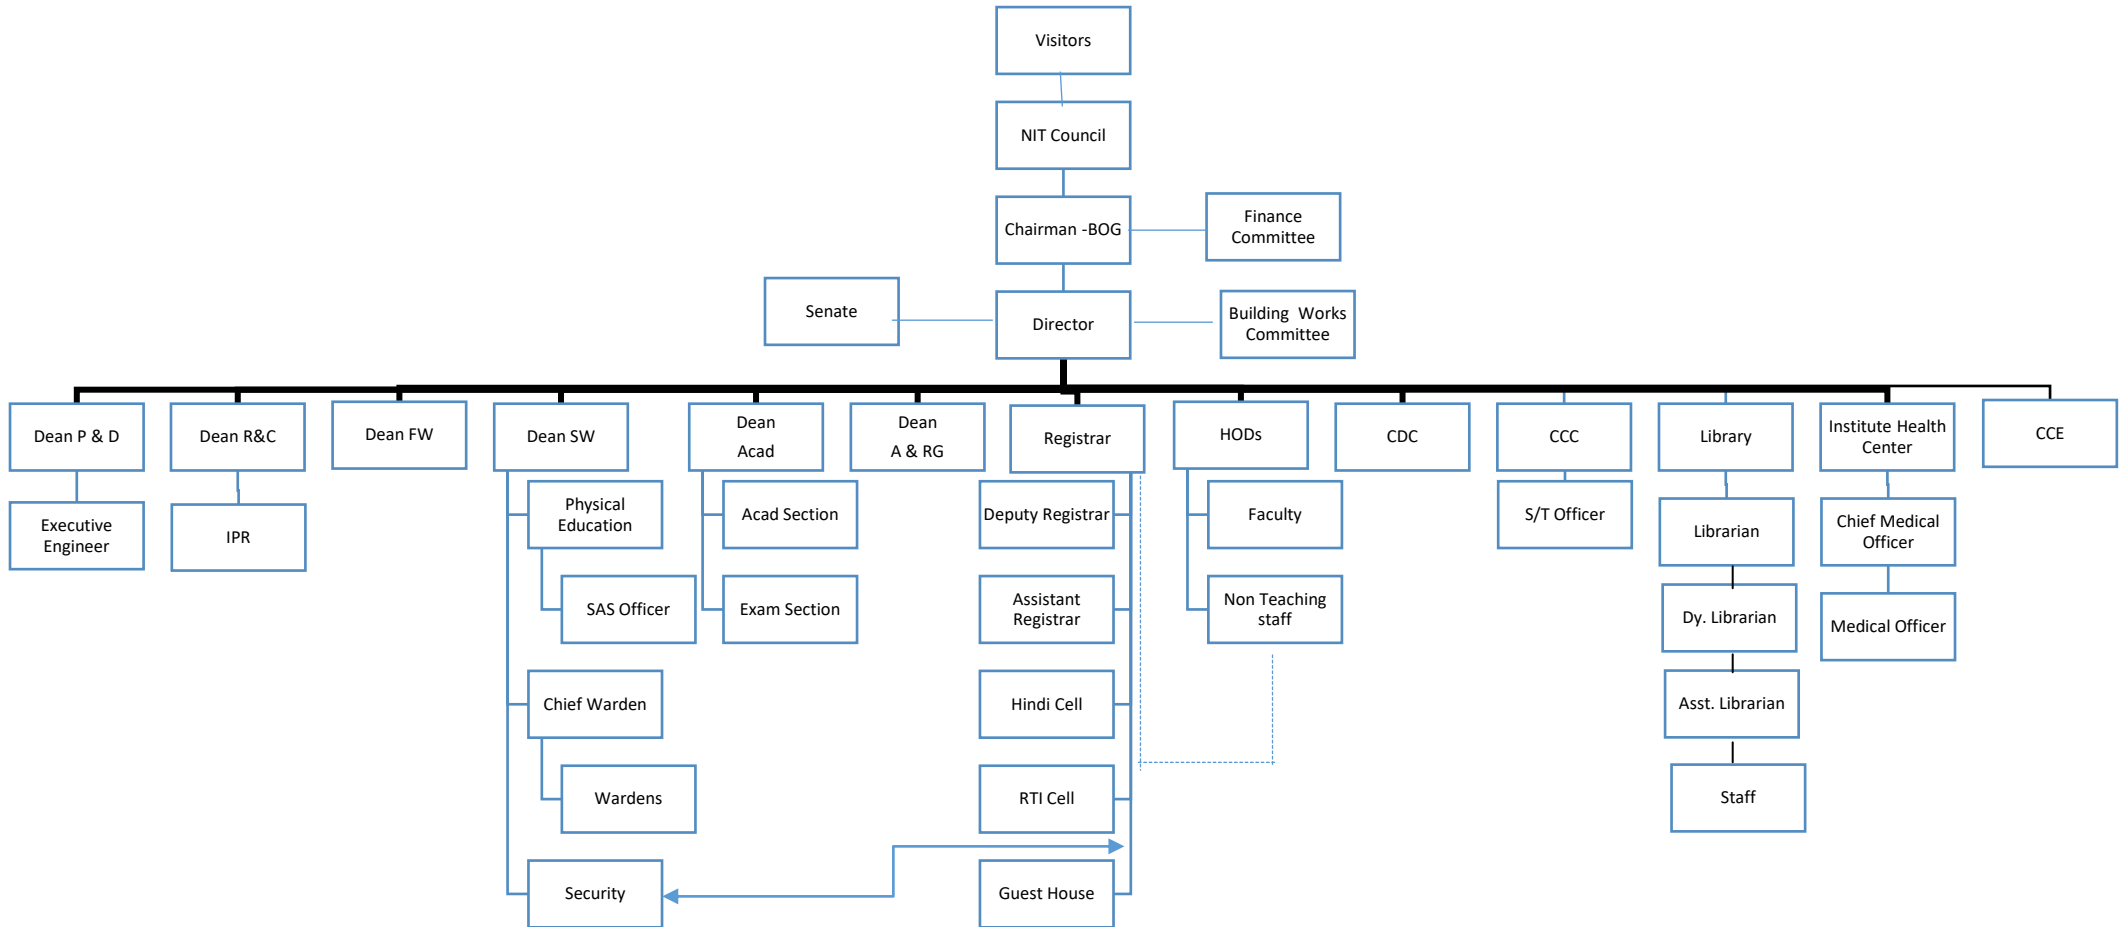 Visitors
NIT Council
Chairman -BOG
Finance
Committee
Senate
Director
Building  Works
Committee
Dean P & D
Dean R&C
Dean FW
Dean SW
Dean
Acad
Dean
A & RG
Registrar
HODs
CDC
CCC
Library
Institute Health
Center
CCE
Executive
Engineer
IPR
Physical
Education
Acad Section
Deputy Registrar
Faculty
S/T Officer
Librarian
Chief Medical
Officer
SAS Officer
Exam Section
Assistant
Registrar
Non Teaching
staff
Dy. Librarian
Medical Officer
Chief Warden
Hindi Cell
Asst. Librarian
Wardens
RTI Cell
Staff
Security
Guest House